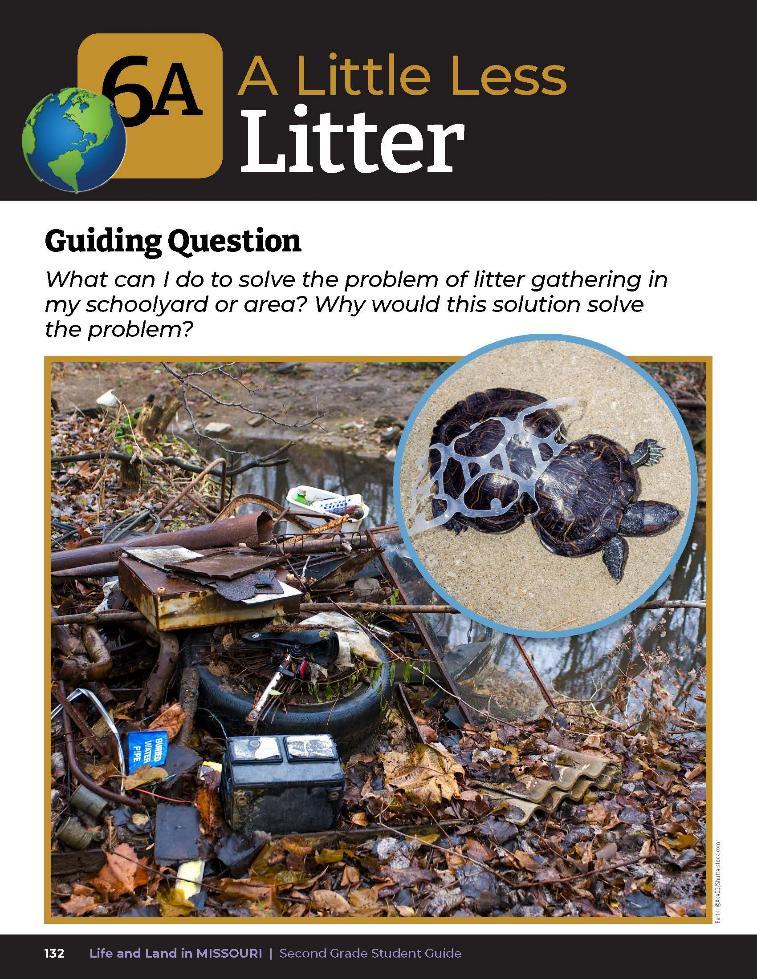 6A
A Little Less
Litter
Guiding Question
What can I do to solve the problem of litter gathering in
my schoolyard or area? Why would this solution solve
the problem?
BURIED
WATER
PIPE
132 Life and Land in MISSOURI | Second Grade Student Guide